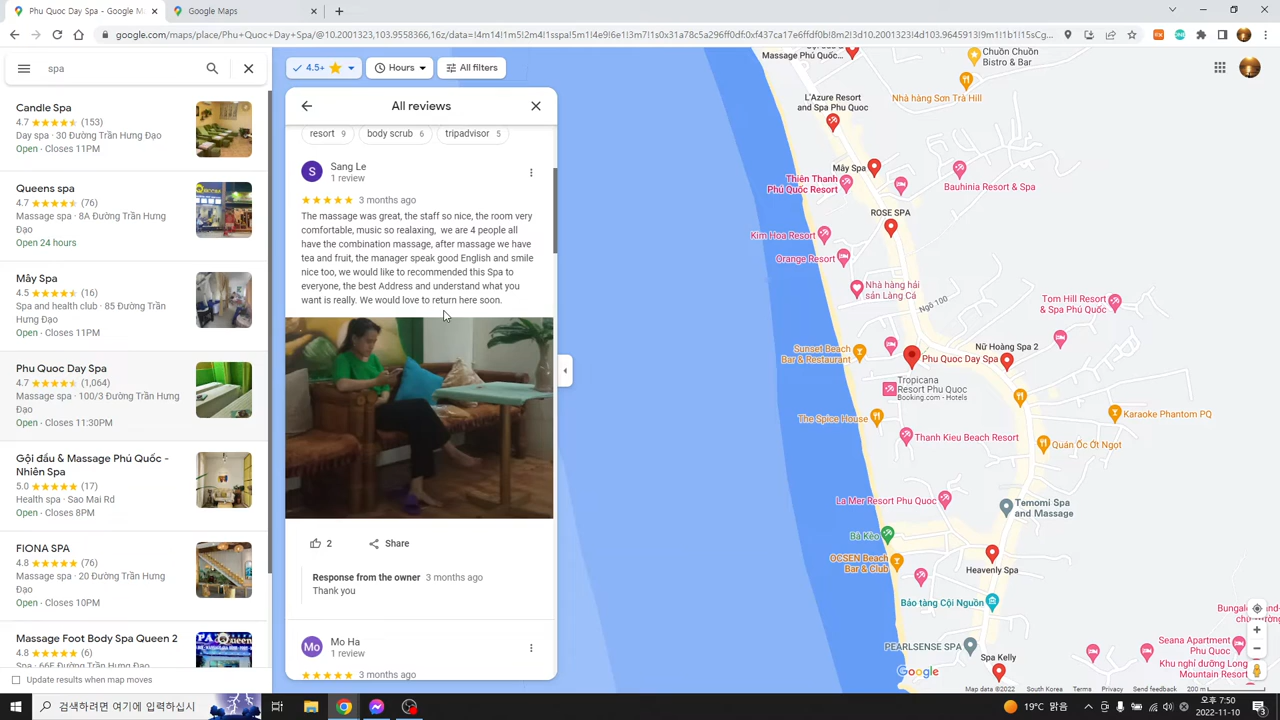 Phu Quoc Day Spa - Google Ma
Google Maps
google.com/maps/place/Phu+Quoc+Day+Spa/@10.2001323,103.9558366,16z/data=
spa
4.5+
Hours
All filters
Candle Spa
4.7 (153)
Day spa · 30 Đường Trần Hưng Đạo
Open · Closes 11PM
Queens spa
4.7 (76)
Massage spa · 8A Đường Trần Hưng
Đạo
Open 24 hours
Mây Spa
4.5 (16)
Spa and health club · 85 Đường Trần
Hưng Đạo
Open · Closes 11PM
Phu Quoc Day Spa
4.7 (1,064)
Massage spa · 100/3 Đường Trần Hưng
Đạo
Open · Closes 11:30PM
Gội đầu & Massage Phú Quốc -
Nhiên Spa
5.0 (17)
Health spa · Sao Mai Rd
Open · Closes 8PM
FIONA SPA
4.8 (76)
Massage spa · 20 Đường Trần Hưng
Đạo
Open · Closes 10PM
Massage Foot Body Spa Queen 2
4.8 (6)
Spa · 66E Đường Trần Hưng Đạo
Update results when map moves
All reviews
resort 9
body scrub 6
tripadvisor 5
S
Sang Le
1 review
3 months ago
The massage was great, the staff so nice, the room very
comfortable, music so realaxing, we are 4 people all
have the combination massage, after massage we have
tea and fruit, the manager speak good English and smile
nice too, we would like to recommended this Spa to
everyone, the best Address and understand what you
want is really. We would love to return here soon.
2
Share
Response from the owner 3 months ago
Thank you
Mo
Mo Ha
1 review
3 months ago
Massage Phú Quốc...
Chuồn Chuồn
Bistro & Bar
L'Azure Resort
and Spa Phu Quoc
Nhà hàng Sơn Trà Hill
Mây Spa
Thiên Thanh
Phú Quốc Resort
Bauhinia Resort & Spa
ROSE SPA
Kim Hoa Resort
Orange Resort
Nhà hàng hải
sản Làng Cá
Ngõ 100
Tom Hill Resort
& Spa Phú Quốc
Sunset Beach
Bar & Restaurant
Nữ Hoàng Spa 2
Phu Quoc Day Spa
Tropicana
Resort Phu Quoc
Booking.com - Hotels
The Spice House
Karaoke Phantom PQ
Thanh Kieu Beach Resort
Quán Ốc Ớt Ngọt
La Mer Resort Phu Quoc
Temomi Spa
and Massage
Bà Kèo
OCSEN Beach
Bar & Club
Heavenly Spa
Bảo tàng Cội Nguồn
PEARLSENSE SPA
Spa Kelly
Seana Apartment
Phu Quoc
Khu nghỉ dưỡng Long
Mountain Resort
Google
Map data ©2022
South Korea
Terms
Privacy
Send feedback
200 m
검색하려면 여기에 입력하십시
19°C 맑음
오후 7:50
2022-11-10
3